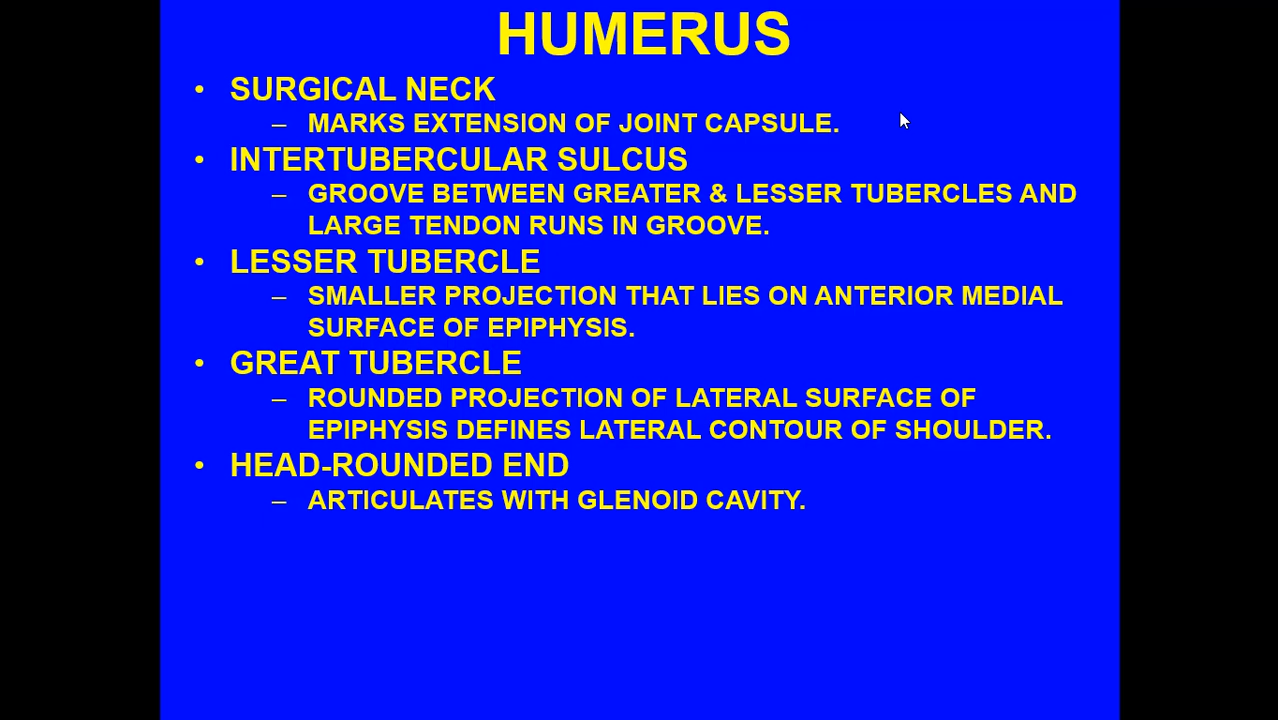 HUMERUS
• SURGICAL NECK
– MARKS EXTENSION OF JOINT CAPSULE.
• INTERTUBERCULAR SULCUS
– GROOVE BETWEEN GREATER & LESSER TUBERCLES AND
LARGE TENDON RUNS IN GROOVE.
• LESSER TUBERCLE
– SMALLER PROJECTION THAT LIES ON ANTERIOR MEDIAL
SURFACE OF EPIPHYSIS.
• GREAT TUBERCLE
– ROUNDED PROJECTION OF LATERAL SURFACE OF
EPIPHYSIS DEFINES LATERAL CONTOUR OF SHOULDER.
• HEAD-ROUNDED END
– ARTICULATES WITH GLENOID CAVITY.